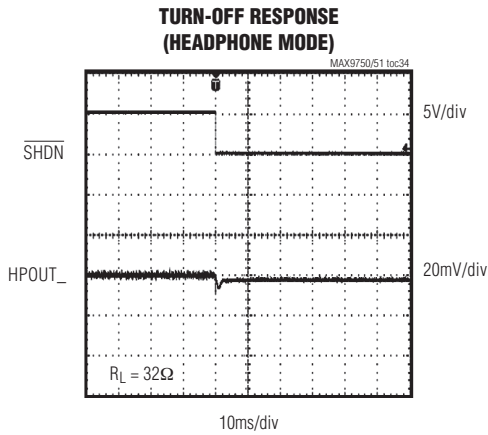 TURN-OFF RESPONSE
(HEADPHONE MODE)
MAX9750/51 toc34
5V/div
SHDN
HPOUT_
20mV/div
RL = 32Ω
10ms/div